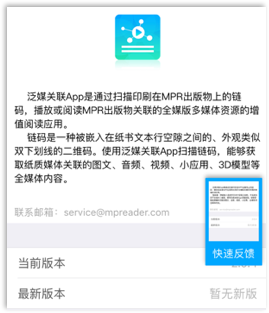 泛媒关联App是通过扫描印刷在MPR出版物上的链
码，播放或阅读MPR出版物关联的全媒版多媒体资源的增
值阅读应用。
链码是一种被嵌入在纸书文本行空隙之间的、外观类似
双下划线的二维码。使用泛媒关联App扫描链码，能够获
取纸质媒体关联的图文、音频、视频、小应用、3D模型等
全媒体内容。
联系邮箱：service@mpreader.com
快速反馈
当前版本
最新版本
暂无新版